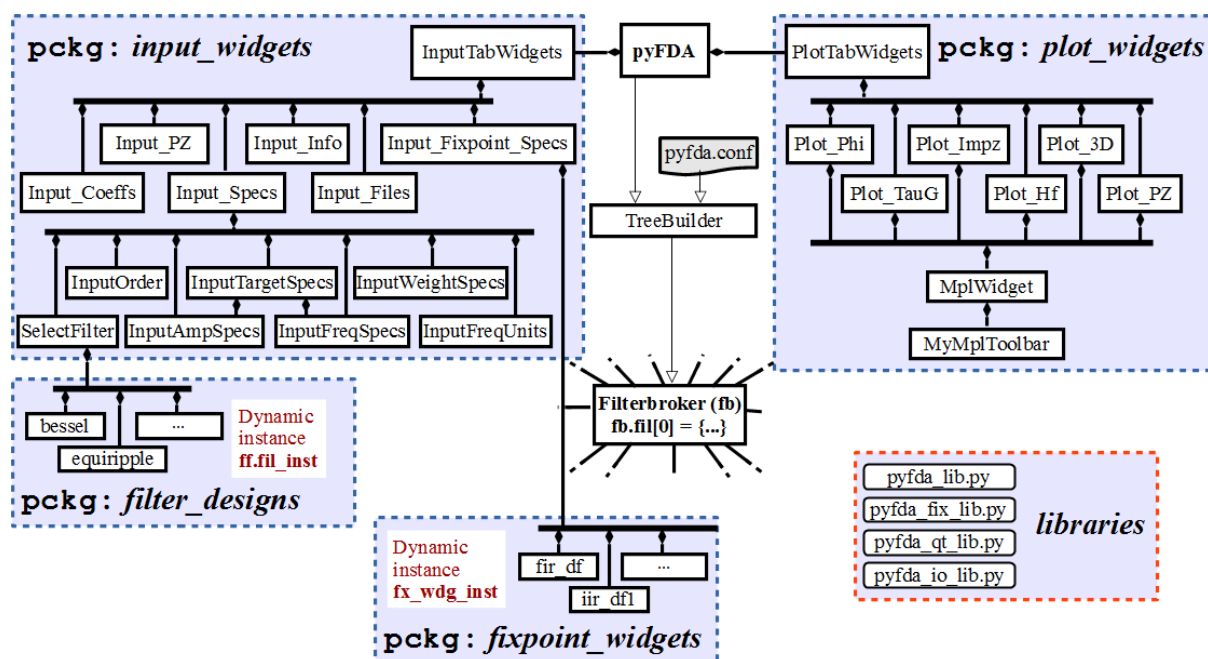 pckg: input_widgets
InputTabWidgets
pyFDA
PlotTabWidgets
pckg: plot_widgets
Input_PZ
Input_Info
Input_Fixpoint_Specs
Input_Coeffs
Input_Specs
Input_Files
pyfda.conf
Plot_Phi
Plot_Impz
Plot_3D
Plot_TauG
Plot_Hf
Plot_PZ
TreeBuilder
InputOrder
InputTargetSpecs
InputWeightSpecs
MplWidget
SelectFilter
InputAmpSpecs
InputFreqSpecs
InputFreqUnits
MyMplToolbar
Filterbroker (fb)
fb.fil[0] = {...}
bessel
...
equiripple
Dynamic
instance
ff.fil_inst
pckg: filter_designs
pyfda_lib.py
pyfda_fix_lib.py
pyfda_qt_lib.py
pyfda_io_lib.py
libraries
Dynamic
instance
fx_wdg_inst
fir_df
...
iir_df1
pckg: fixpoint_widgets